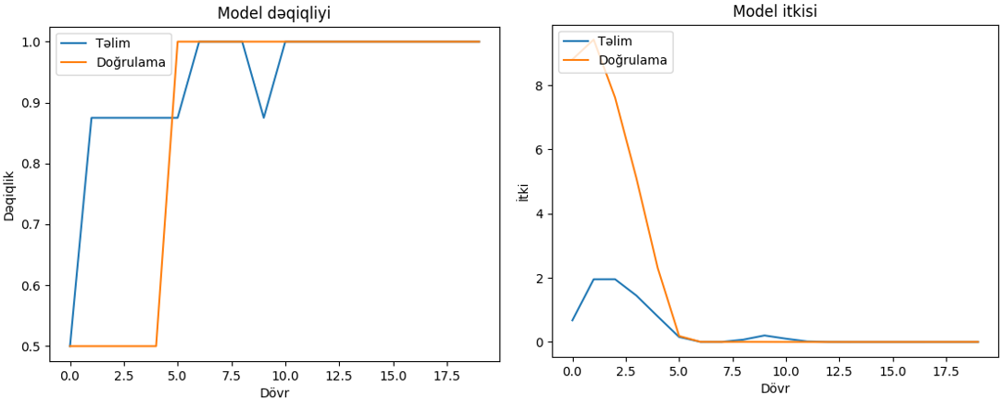 Model dəqiqliyi
Təlim
Doğrulama
Dəqiqlik
1.0
0.9
0.8
0.7
0.6
0.5
0.0 2.5 5.0 7.5 10.0 12.5 15.0 17.5
Dövr
Model itkisi
Təlim
Doğrulama
İtki
8
6
4
2
0
0.0 2.5 5.0 7.5 10.0 12.5 15.0 17.5
Dövr